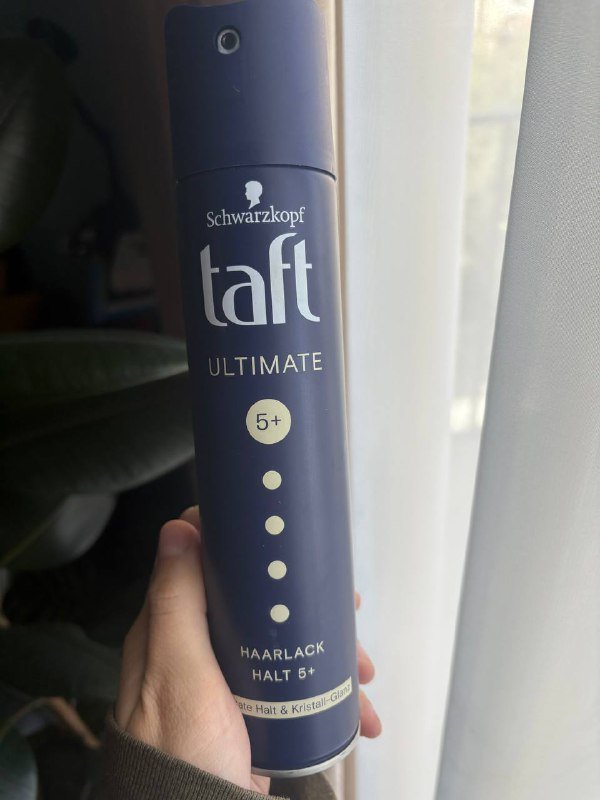 Schwarzkopf
taft
ULTIMATE
5+
HAARLACK
HALT 5+
Halt & Kristall-Glanz